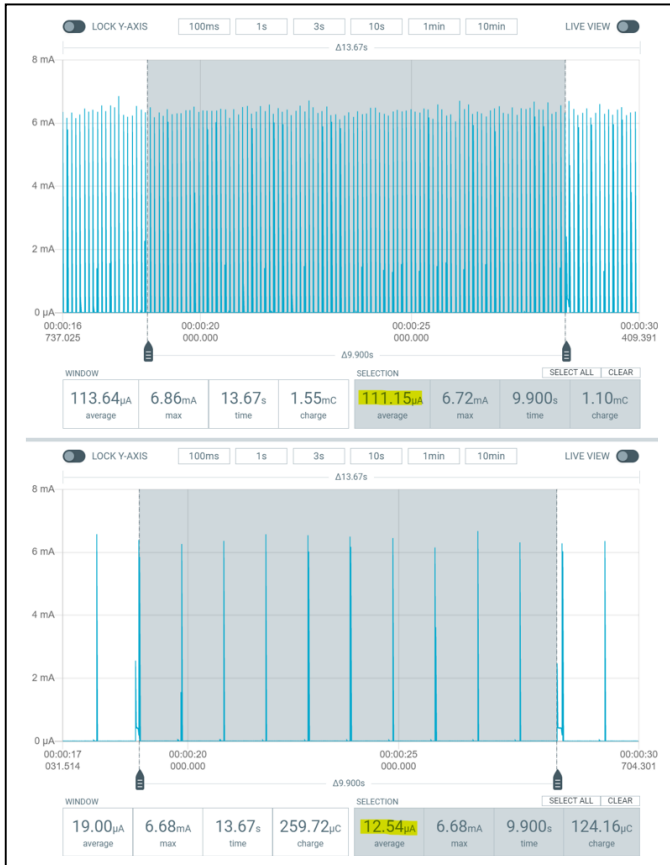 LOCK Y-AXIS 100ms 1s 3s 10s 1min 10min LIVE VIEW
Δ13.67s
8 mA
6 mA
4 mA
2 mA
0 µA
00:00:16 00:00:20 00:00:25 00:00:30
737.025 000.000 000.000 409.391
Δ9.900s
WINDOW SELECTION SELECT ALL CLEAR
113.64µA 6.86mA 13.67s 1.55mC 111.15µA 6.72mA 9.900s 1.10mC
average max time charge average max time charge
LOCK Y-AXIS 100ms 1s 3s 10s 1min 10min LIVE VIEW
Δ13.67s
8 mA
6 mA
4 mA
2 mA
0 µA
00:00:17 00:00:20 00:00:25 00:00:30
031.514 000.000 000.000 704.301
Δ9.900s
WINDOW SELECTION SELECT ALL CLEAR
19.00µA 6.68mA 13.67s 259.72µC 12.54µA 6.68mA 9.900s 124.16µC
average max time charge average max time charge